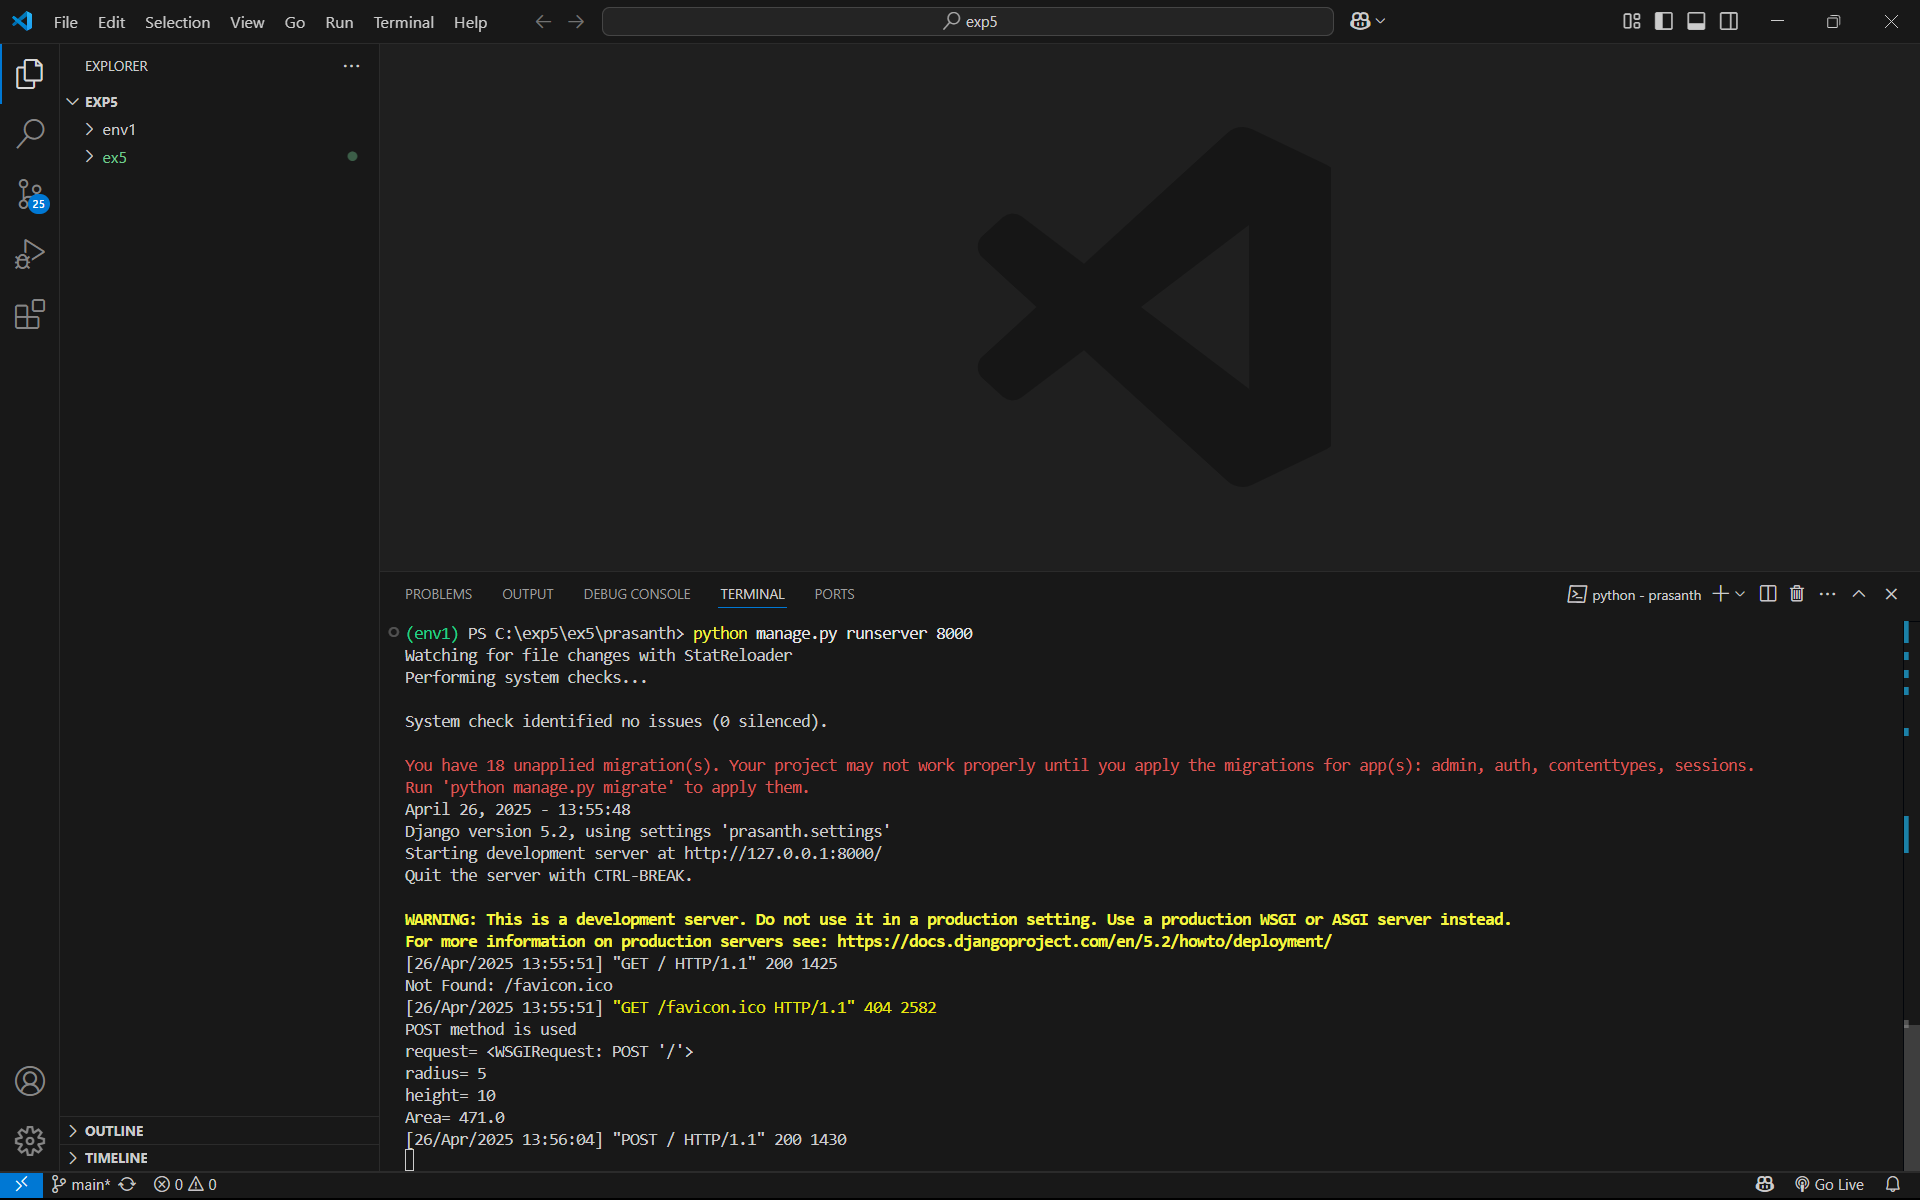 File Edit Selection View Go Run Terminal Help
exp5
EXPLORER
EXP5
env1
ex5
25
PROBLEMS OUTPUT DEBUG CONSOLE TERMINAL PORTS
python - prasanth
(env1) PS C:\exp5\ex5\prasanth> python manage.py runserver 8000
Watching for file changes with StatReloader
Performing system checks...
System check identified no issues (0 silenced).
You have 18 unapplied migration(s). Your project may not work properly until you apply the migrations for app(s): admin, auth, contenttypes, sessions.
Run 'python manage.py migrate' to apply them.
April 26, 2025 - 13:55:48
Django version 5.2, using settings 'prasanth.settings'
Starting development server at http://127.0.0.1:8000/
Quit the server with CTRL-BREAK.
WARNING: This is a development server. Do not use it in a production setting. Use a production WSGI or ASGI server instead.
For more information on production servers see: https://docs.djangoproject.com/en/5.2/howto/deployment/
[26/Apr/2025 13:55:51] "GET / HTTP/1.1" 200 1425
Not Found: /favicon.ico
[26/Apr/2025 13:55:51] "GET /favicon.ico HTTP/1.1" 404 2582
POST method is used
request= <WSGIRequest: POST '/'>
radius= 5
height= 10
Area= 471.0
[26/Apr/2025 13:56:04] "POST / HTTP/1.1" 200 1430
OUTLINE
TIMELINE
main* 0 0
Go Live